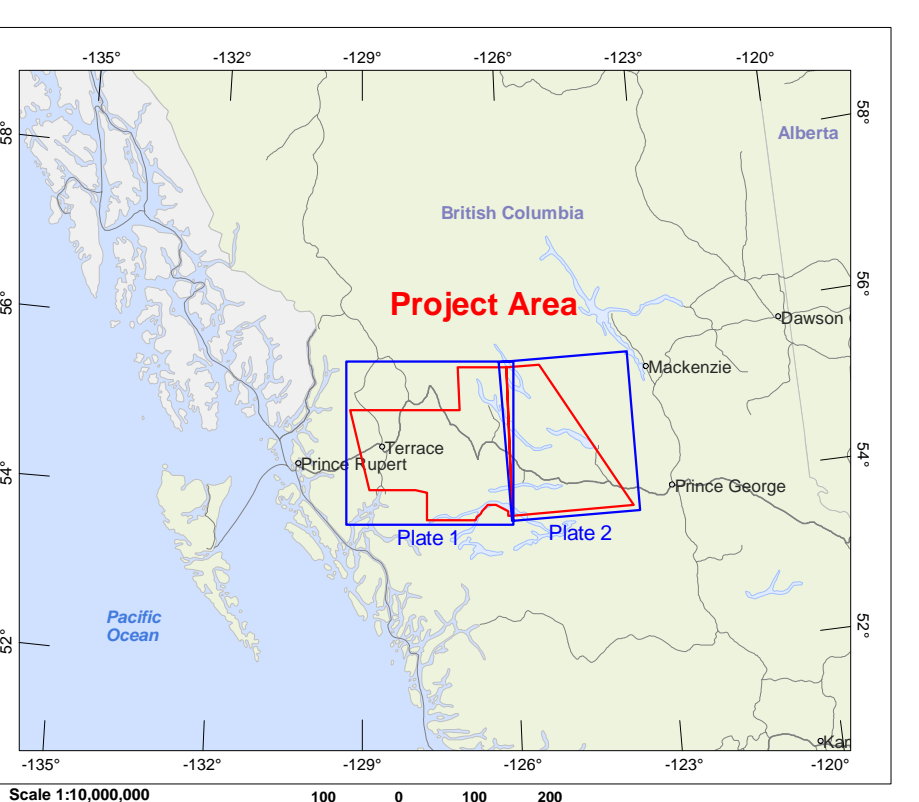 -135° -132° -129° -126° -123° -120°
58° 58°
Alberta
British Columbia
56° 56°
Project Area
Dawson
Mackenzie
Terrace
54° Prince Rupert 54°
Prince George
Plate 1 Plate 2
Pacific
Ocean
52° 52°
Kam
-135° -132° -129° -126° -123° -120°
Scale 1:10,000,000 100 0 100 200